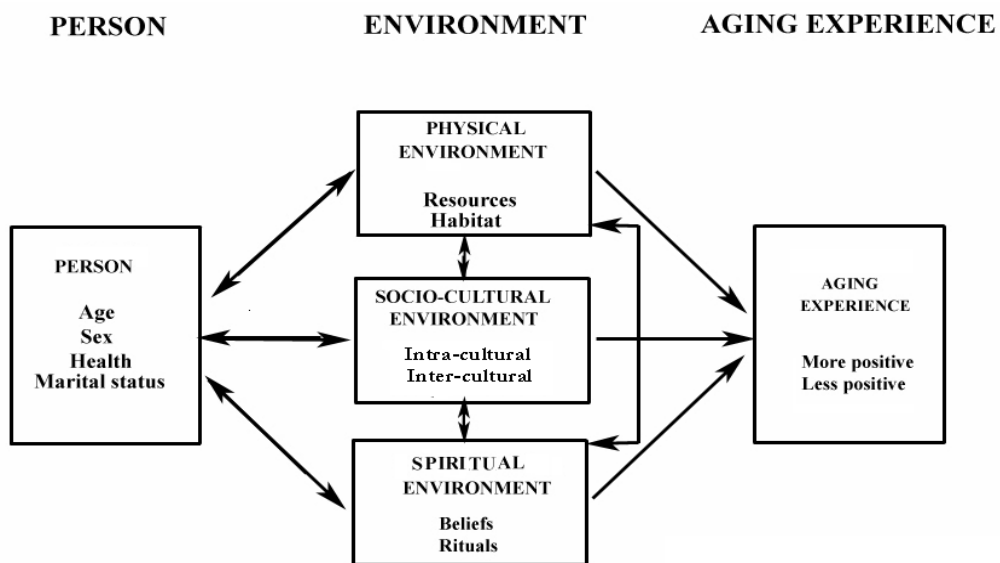 PERSON
ENVIRONMENT
AGING EXPERIENCE
PERSON
Age
Sex
Health
Marital status
PHYSICAL
ENVIRONMENT
Resources
Habitat
SOCIO-CULTURAL
ENVIRONMENT
Intra-cultural
Inter-cultural
SPIRITUAL
ENVIRONMENT
Beliefs
Rituals
AGING
EXPERIENCE
More positive
Less positive